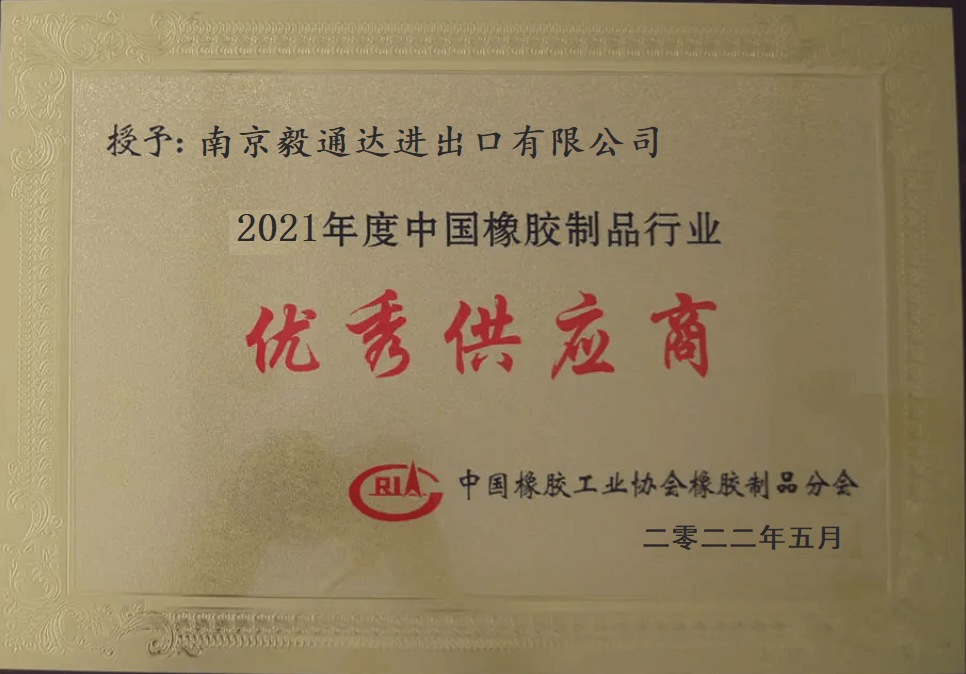 授予: 南京毅通达进出口有限公司
2021年度中国橡胶制品行业
优秀供应商
CRIA 中国橡胶工业协会橡胶制品分会
二零二二年五月